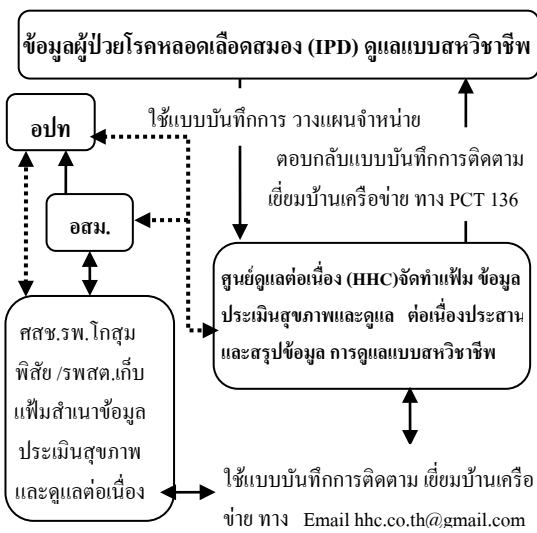 ข้อมูลผู้ป่วยโรคหลอดเลือดสมอง (IPD) ดูแลแบบสหวิชาชีพ
ใช้แบบบันทึกการ วางแผนจำหน่าย
อปท
ตอบกลับแบบบันทึกการติดตาม
เยี่ยมบ้านเครือข่าย ทาง PCT 136
อสม.
ศูนย์ดูแลต่อเนื่อง (HHC)จัดทำแฟ้ม ข้อมูล
ประเมินสุขภาพและดูแล ต่อเนื่องประสาน
และสรุปข้อมูล การดูแลแบบสหวิชาชีพ
ศสช.รพ.โกสุม
พิสัย /รพสต.เก็บ
แฟ้มสำเนาข้อมูล
ประเมินสุขภาพ
และดูแลต่อเนื่อง
ใช้แบบบันทึกการติดตาม เยี่ยมบ้านเครือ
ข่าย ทาง Email hhc.co.th@gmail.com